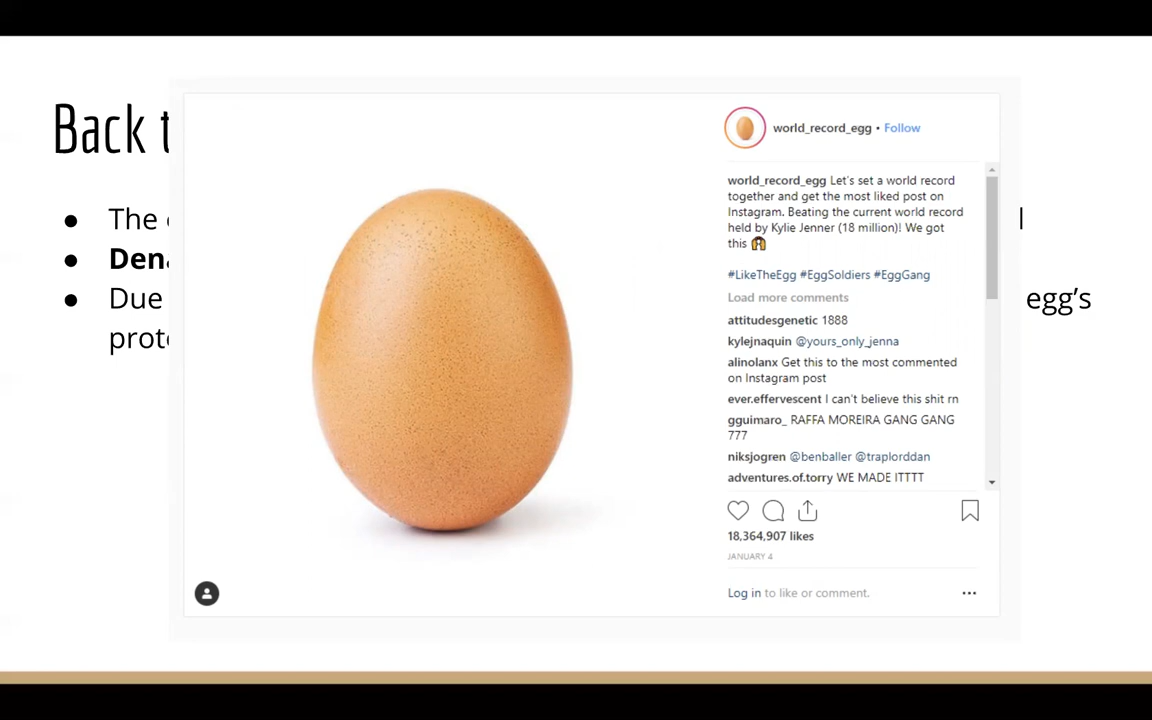 Back t
● The
● Dena
● Due egg's
prote
world_record_egg • Follow
world_record_egg Let's set a world record
together and get the most liked post on
Instagram. Beating the current world record
held by Kylie Jenner (18 million)! We got
this 🙌
#LikeTheEgg #EggSoldiers #EggGang
Load more comments
attitudesgenetic 1888
kylejnaquin @yours_only_jenna
alinolanx Get this to the most commented
on Instagram post
ever.effervescent I can't believe this shit rn
gguimaro_ RAFFA MOREIRA GANG GANG
777
niksjogren @benballer @traplorddan
adventures.of.torry WE MADE ITTTT
18,364,907 likes
JANUARY 4
Log in to like or comment.